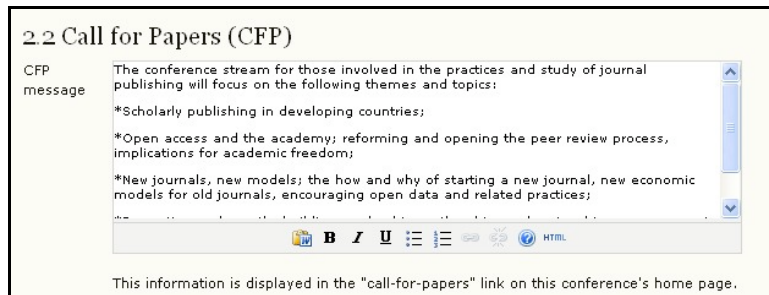 2.2 Call for Papers (CFP)
CFP
message
The conference stream for those involved in the practices and study of journal
publishing will focus on the following themes and topics:
*Scholarly publishing in developing countries;
*Open access and the academy; reforming and opening the peer review process,
implications for academic freedom;
*New journals, new models; the how and why of starting a new journal, new economic
models for old journals, encouraging open data and related practices;
B I U HTML
This information is displayed in the "call-for-papers" link on this conference's home page.